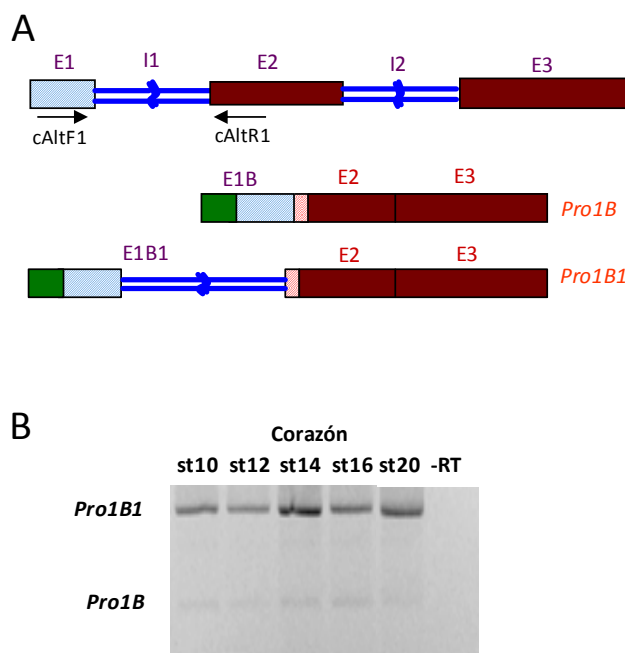 A
E1 I1 E2 I2 E3
cAltF1 cAltR1
E1B E2 E3
Pro1B
E1B1 E2 E3
Pro1B1
B
Corazón
st10 st12 st14 st16 st20 -RT
Pro1B1
Pro1B